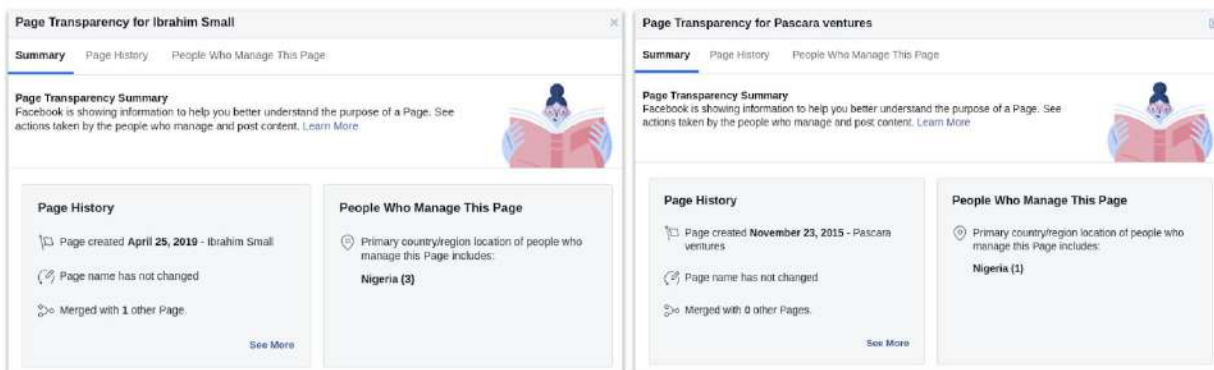 Page Transparency for Ibrahim Small
Summary Page History People Who Manage This Page
Page Transparency Summary
Facebook is showing information to help you better understand the purpose of a Page. See
actions taken by the people who manage and post content. Learn More
Page History
Page created April 25, 2019 - Ibrahim Small
Page name has not changed
Merged with 1 other Page.
See More
People Who Manage This Page
Primary country/region location of people who
manage this Page includes:
Nigeria (3)
Page Transparency for Pascara ventures
Summary Page History People Who Manage This Page
Page Transparency Summary
Facebook is showing information to help you better understand the purpose of a Page. See
actions taken by the people who manage and post content. Learn More
Page History
Page created November 23, 2015 - Pascara
ventures
Page name has not changed
Merged with 0 other Pages.
See More
People Who Manage This Page
Primary country/region location of people who
manage this Page includes:
Nigeria (1)